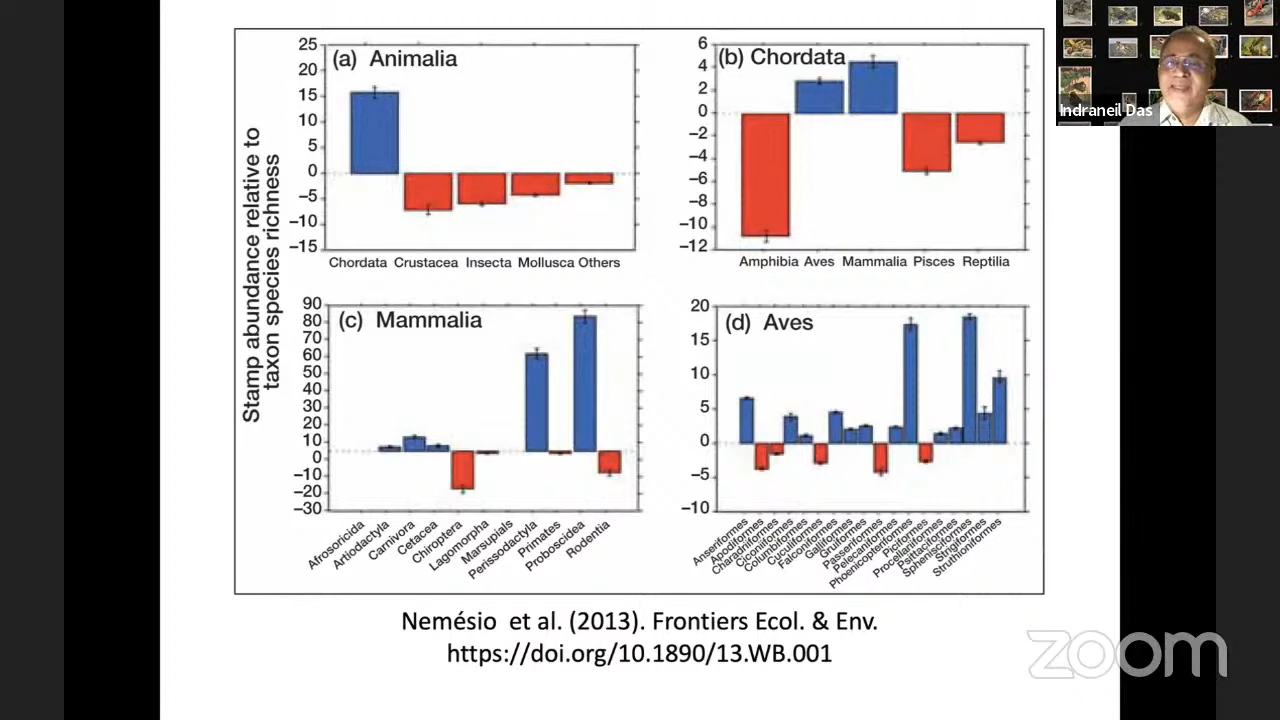 Stamp abundance relative to
taxon species richness
(a) Animalia
25
20
15
10
5
0
−5
−10
−15
Chordata Crustacea Insecta Mollusca Others
(b) Chordata
6
4
2
0
−2
−4
−6
−8
−10
−12
Amphibia Aves Mammalia Pisces Reptilia
(c) Mammalia
90
80
70
60
50
40
30
20
10
0
−10
−20
−30
Afrosoricida
Artiodactyla
Carnivora
Cetacea
Chiroptera
Lagomorpha
Marsupials
Perissodactyla
Primates
Proboscidea
Rodentia
(d) Aves
20
15
10
5
0
−5
−10
Anseriformes
Apodiformes
Charadriiformes
Ciconiiformes
Columbiformes
Cuculiformes
Falconiformes
Galliformes
Gruiformes
Passeriformes
Pelecaniformes
Phoenicopteriformes
Piciformes
Procellariiformes
Psittaciformes
Sphenisciformes
Strigiformes
Struthioniformes
Nemésio et al. (2013). Frontiers Ecol. & Env.
https://doi.org/10.1890/13.WB.001
Indraneil Das
zoom